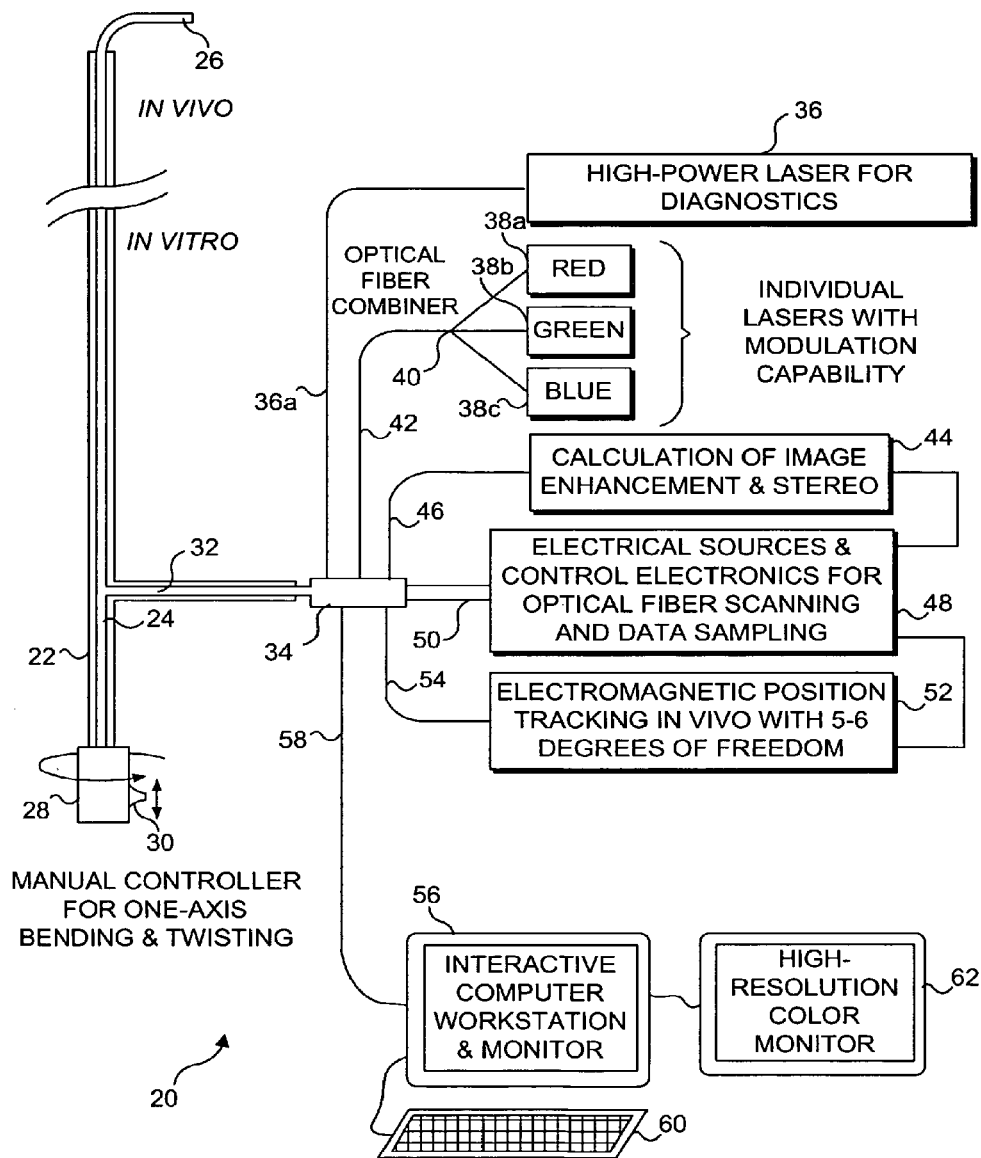 26
IN VIVO
36
HIGH-POWER LASER FOR
DIAGNOSTICS
IN VITRO
OPTICAL
FIBER
COMBINER
38a
RED
38b
GREEN
38c
BLUE
INDIVIDUAL
LASERS WITH
MODULATION
CAPABILITY
40
36a
42
44
CALCULATION OF IMAGE
ENHANCEMENT & STEREO
46
32
ELECTRICAL SOURCES &
CONTROL ELECTRONICS FOR
OPTICAL FIBER SCANNING
AND DATA SAMPLING
48
24
22
34
50
54
ELECTROMAGNETIC POSITION
TRACKING IN VIVO WITH 5-6
DEGREES OF FREEDOM
52
58
28
30
MANUAL CONTROLLER
FOR ONE-AXIS
BENDING & TWISTING
56
INTERACTIVE
COMPUTER
WORKSTATION
& MONITOR
HIGH-
RESOLUTION
COLOR
MONITOR
62
20
60